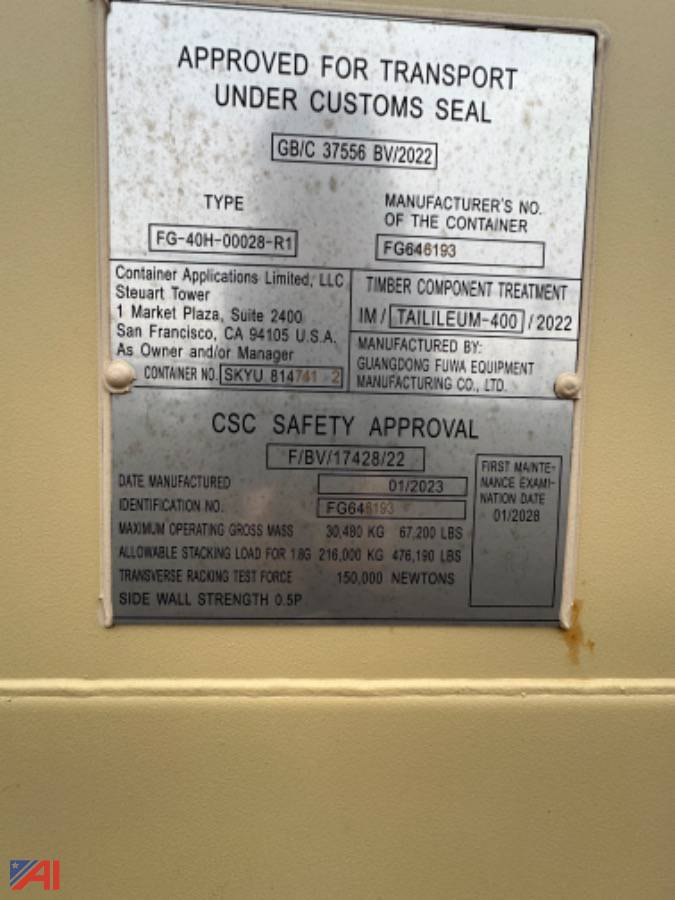 APPROVED FOR TRANSPORT
UNDER CUSTOMS SEAL
GB/C 37556 BV/2022
TYPE
FG-40H-00028-R1
MANUFACTURER'S NO.
OF THE CONTAINER
FG646193
Container Applications Limited, LLC
Steuart Tower
1 Market Plaza, Suite 2400
San Francisco, CA 94105 U.S.A.
As Owner and/or Manager
CONTAINER NO. SKYU 814741 2
TIMBER COMPONENT TREATMENT
IM / TAILILEUM-400 / 2022
MANUFACTURED BY:
GUANGDONG FUWA EQUIPMENT
MANUFACTURING CO., LTD.
CSC SAFETY APPROVAL
F/BV/17428/22
DATE MANUFACTURED 01/2023
IDENTIFICATION NO. FG646193
MAXIMUM OPERATING GROSS MASS 30,480 KG 67,200 LBS
ALLOWABLE STACKING LOAD FOR 1.8G 216,000 KG 476,190 LBS
TRANSVERSE RACKING TEST FORCE 150,000 NEWTONS
SIDE WALL STRENGTH 0.5P
FIRST MAINTE-
NANCE EXAMI-
NATION DATE
01/2028
AI